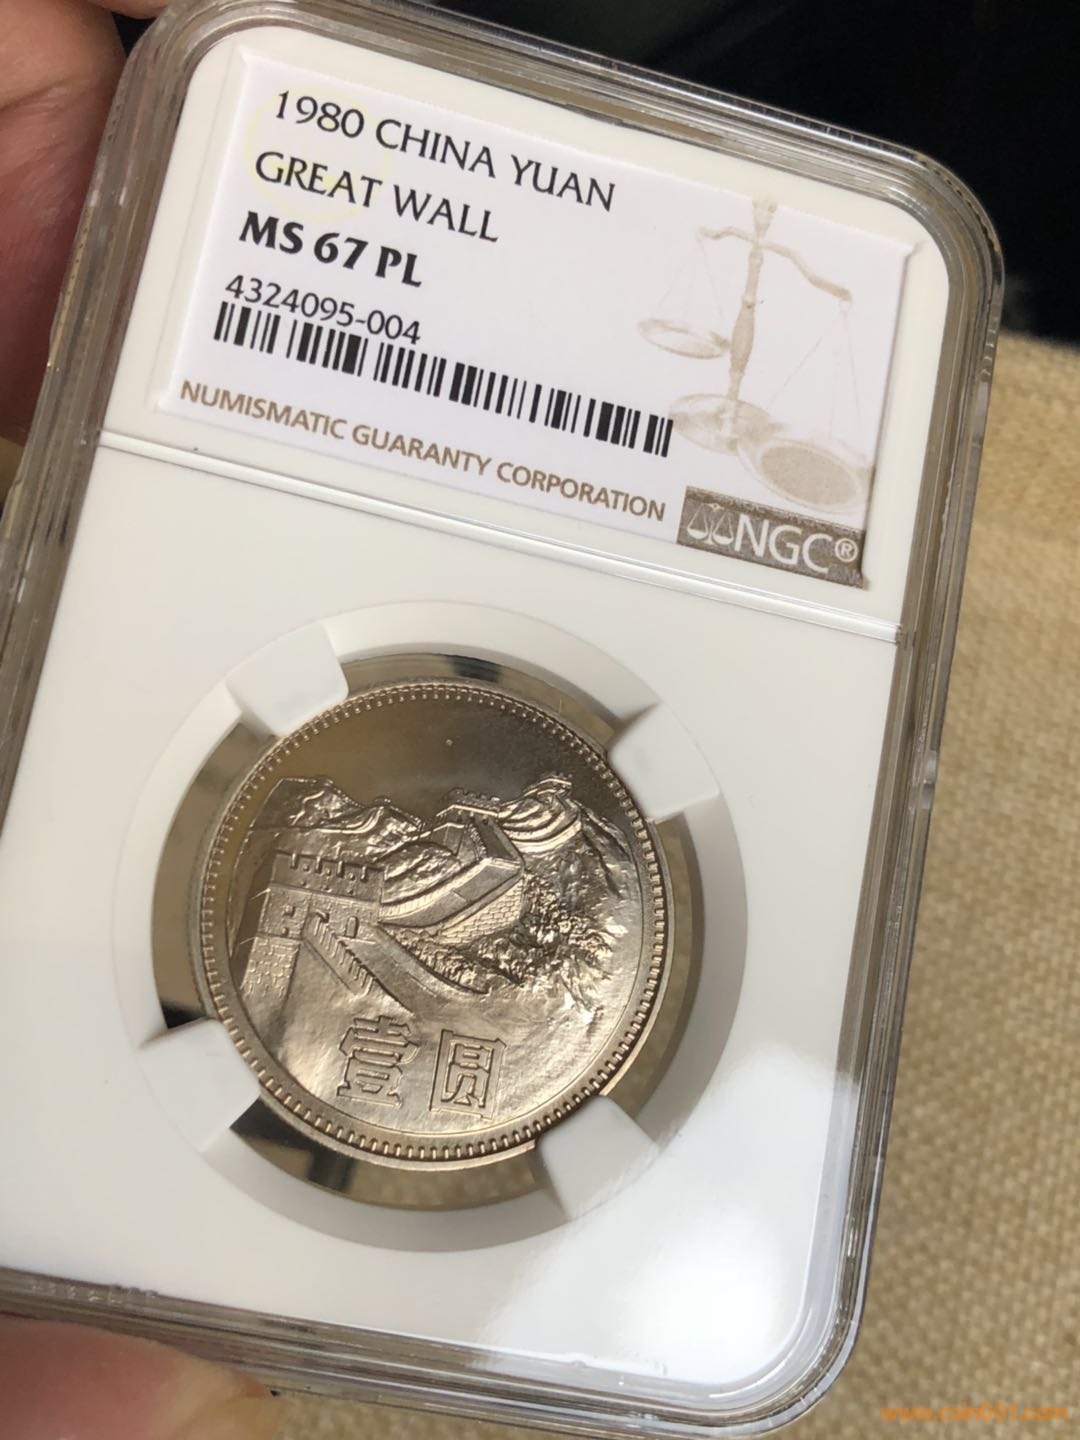 1980 CHINA YUAN
GREAT WALL
MS 67 PL
4324095-004
NUMISMATIC GUARANTY CORPORATION
NGC®
壹圆
www.coin001.com